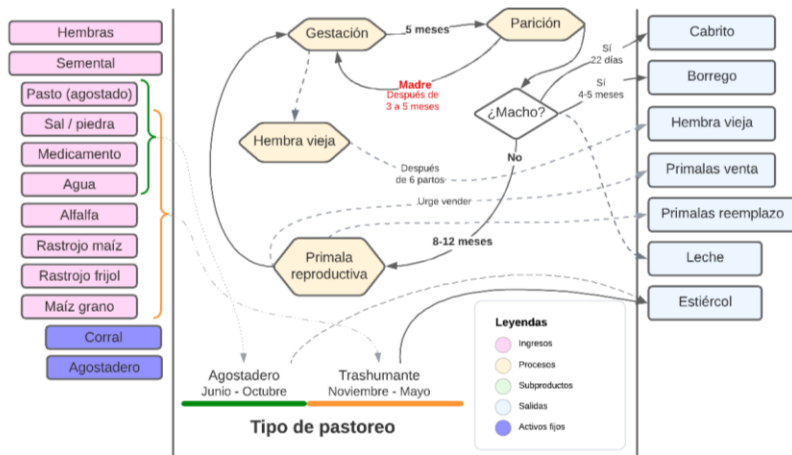 Hembras
Semental
Pasto (agostado)
Sal / piedra
Medicamento
Agua
Alfalfa
Rastrojo maíz
Rastrojo frijol
Maíz grano
Corral
Agostadero
Gestación
5 meses
Parición
Madre
Después de
3 a 5 meses
Sí
22 días
Sí
4-5 meses
¿Macho?
Hembra vieja
No
Después
de 6 partos
Urge vender
8-12 meses
Primala
reproductiva
Cabrito
Borrego
Hembra vieja
Primalas venta
Primalas reemplazo
Leche
Estiércol
Agostadero
Junio - Octubre
Trashumante
Noviembre - Mayo
Tipo de pastoreo
Leyendas
Ingresos
Procesos
Subproductos
Salidas
Activos fijos